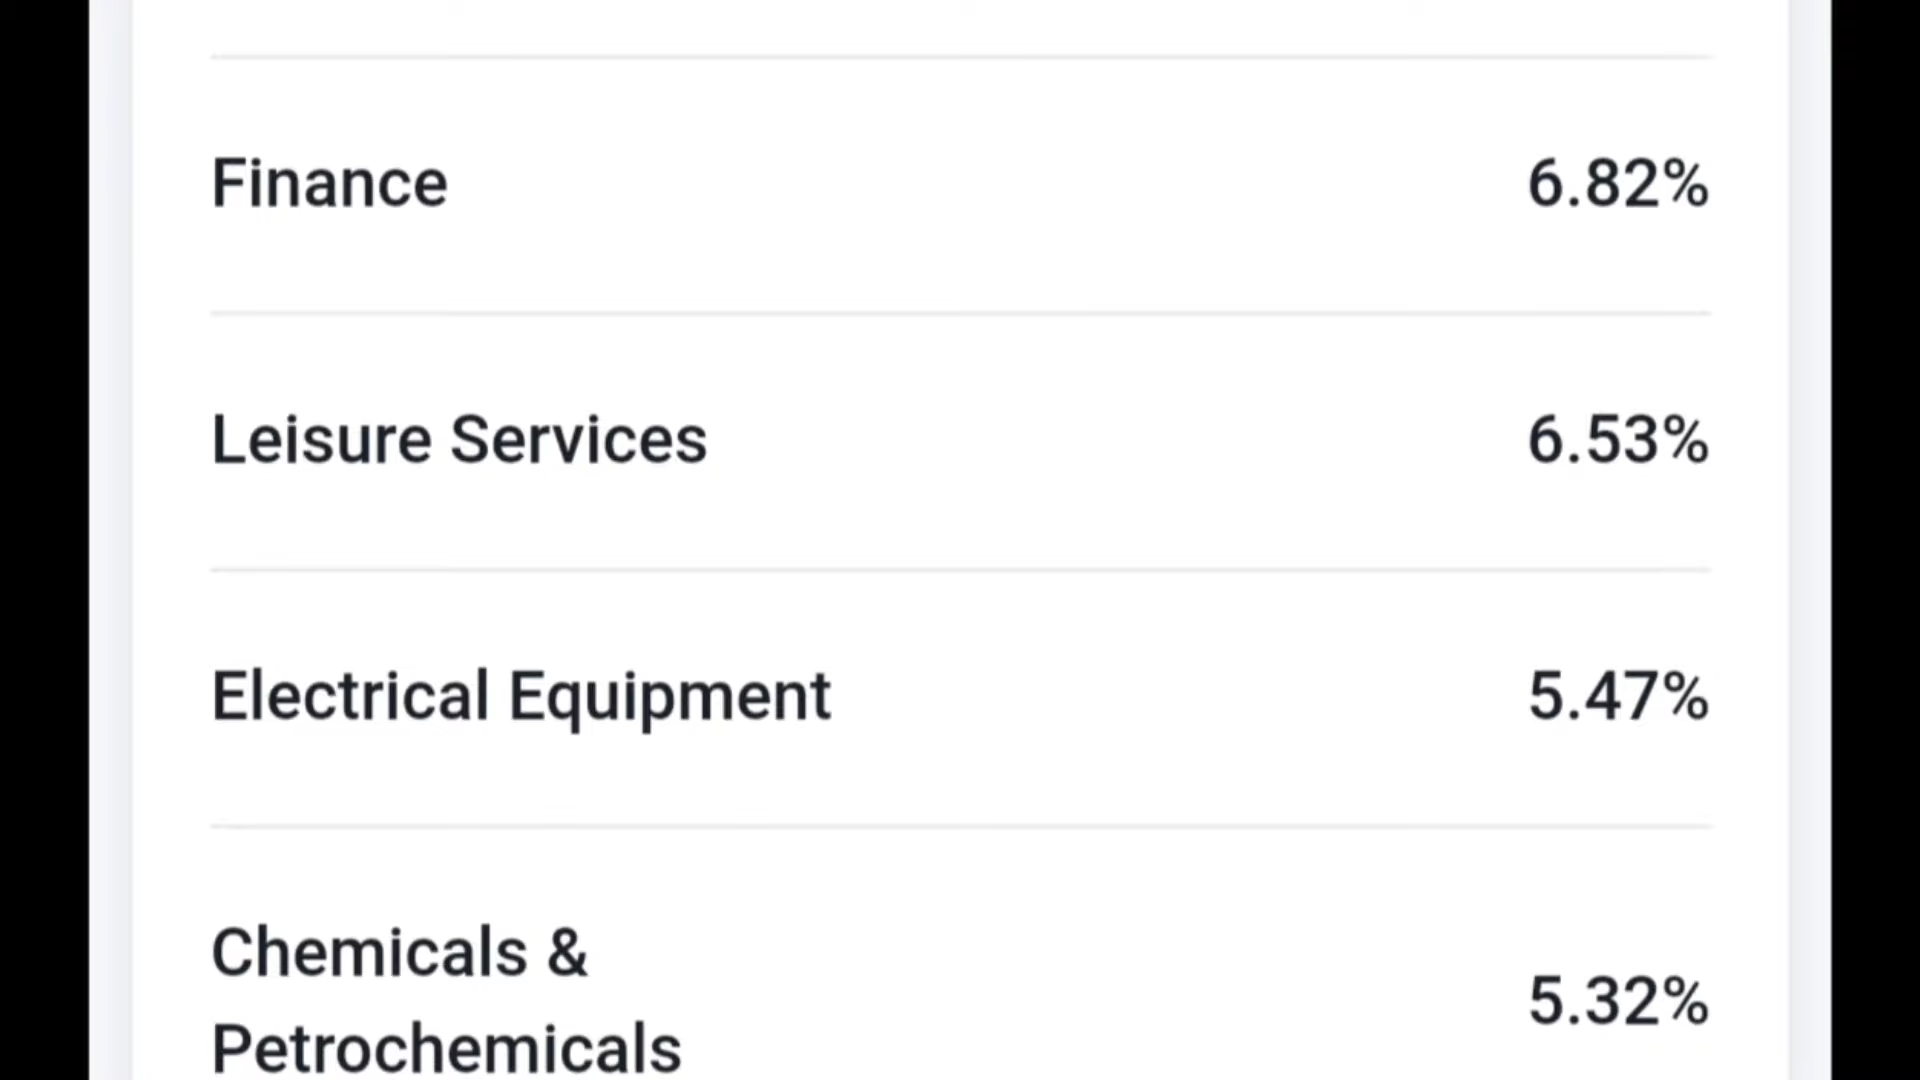 Finance 6.82%
Leisure Services 6.53%
Electrical Equipment 5.47%
Chemicals &
Petrochemicals 5.32%